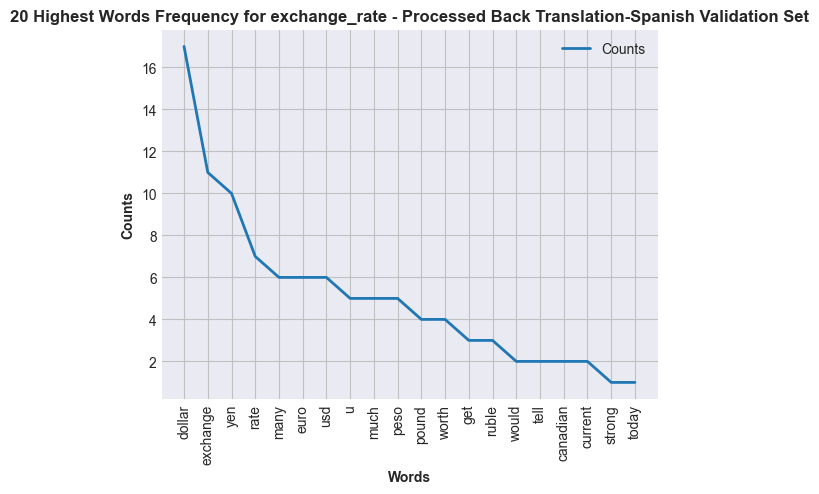 20 Highest Words Frequency for exchange_rate - Processed Back Translation-Spanish Validation Set
Counts
16
14
12
10
8
6
4
2
Counts
dollar
exchange
yen
rate
many
euro
usd
u
much
peso
pound
worth
get
ruble
would
tell
canadian
current
strong
today
Words